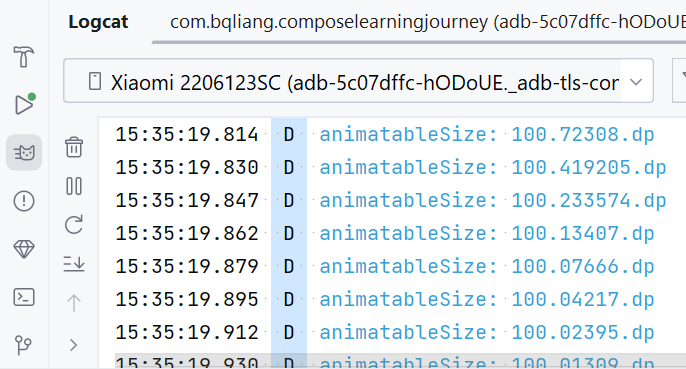 Logcat com.bqliang.composelearningjourney (adb-5c07dffc-hODoUE
Xiaomi 2206123SC (adb-5c07dffc-hODoUE._adb-tls-con
15:35:19.814 D animatableSize: 100.72308.dp
15:35:19.830 D animatableSize: 100.419205.dp
15:35:19.847 D animatableSize: 100.233574.dp
15:35:19.862 D animatableSize: 100.13407.dp
15:35:19.879 D animatableSize: 100.07666.dp
15:35:19.895 D animatableSize: 100.04217.dp
15:35:19.912 D animatableSize: 100.02395.dp
15:35:19.930 D animatableSize: 100.01309.dp